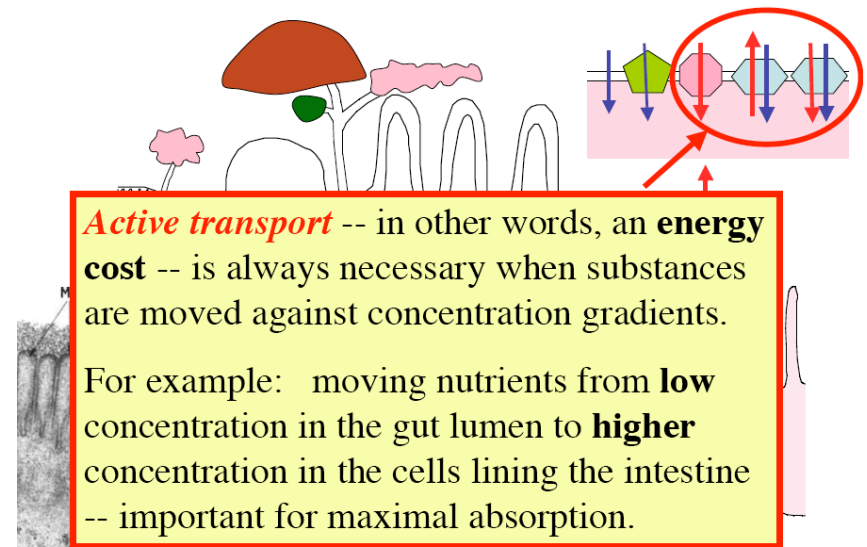 Active transport -- in other words, an energy
cost -- is always necessary when substances
are moved against concentration gradients.
For example: moving nutrients from low
concentration in the gut lumen to higher
concentration in the cells lining the intestine
-- important for maximal absorption.